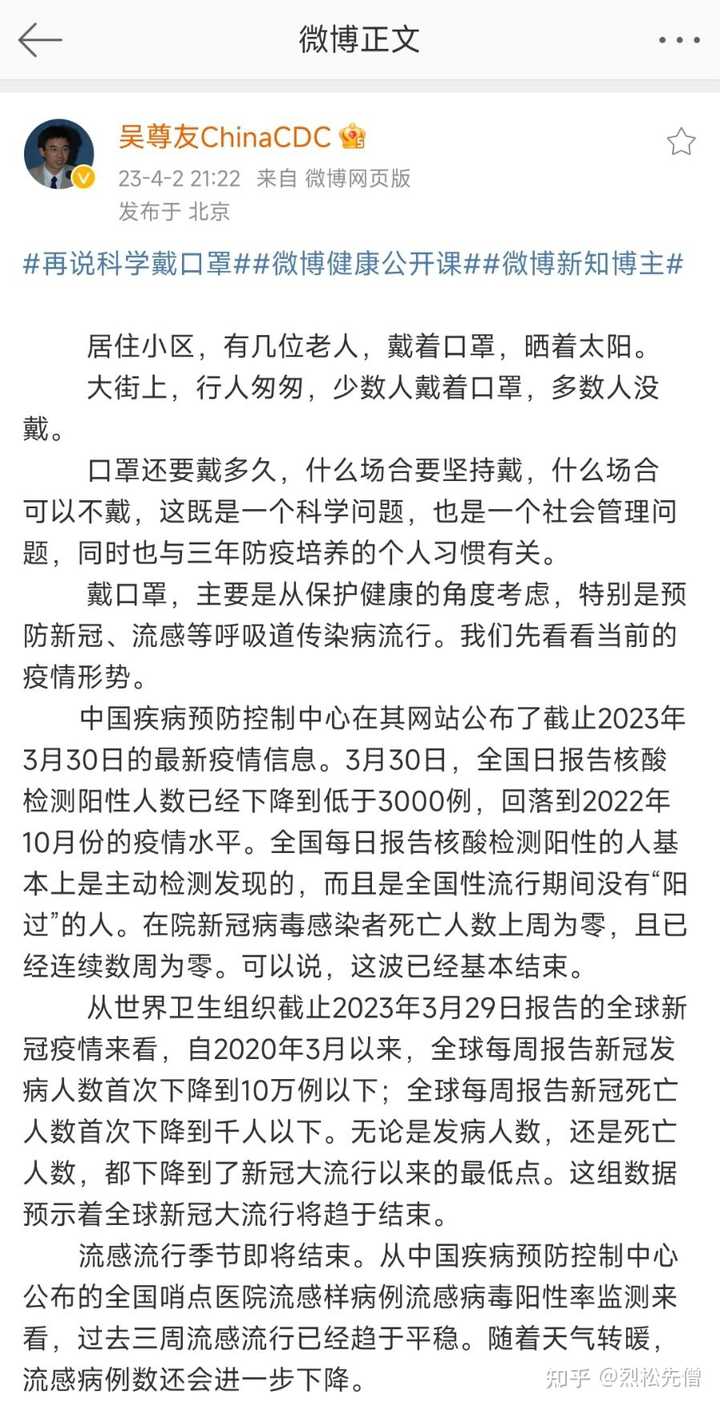 微博正文
吴尊友ChinaCDC
23-4-2 21:22 来自 微博网页版
发布于 北京
#再说科学戴口罩##微博健康公开课##微博新知博主#
居住小区，有几位老人，戴着口罩，晒着太阳。
大街上，行人匆匆，少数人戴着口罩，多数人没
戴。
口罩还要戴多久，什么场合要坚持戴，什么场合
可以不戴，这既是一个科学问题，也是一个社会管理问
题，同时也与三年防疫培养的个人习惯有关。
戴口罩，主要是从保护健康的角度考虑，特别是预
防新冠、流感等呼吸道传染病流行。我们先看看当前的
疫情形势。
中国疾病预防控制中心在其网站公布了截止2023年
3月30日的最新疫情信息。3月30日，全国日报告核酸
检测阳性人数已经下降到低于3000例，回落到2022年
10月份的疫情水平。全国每日报告核酸检测阳性的人基
本上是主动检测发现的，而且是全国性流行期间没有“阳
过”的人。在院新冠病毒感染者死亡人数上周为零，且已
经连续数周为零。可以说，这波已经基本结束。
从世界卫生组织截止2023年3月29日报告的全球新
冠疫情来看，自2020年3月以来，全球每周报告新冠发
病人数首次下降到10万例以下；全球每周报告新冠死亡
人数首次下降到千人以下。无论是发病人数，还是死亡
人数，都下降到了新冠大流行以来的最低点。这组数据
预示着全球新冠大流行将趋于结束。
流感流行季节即将结束。从中国疾病预防控制中心
公布的全国哨点医院流感样病例流感病毒阳性率监测来
看，过去三周流感流行已经趋于平稳。随着天气转暖，
流感病例数还会进一步下降。
知乎 @烈松先僧